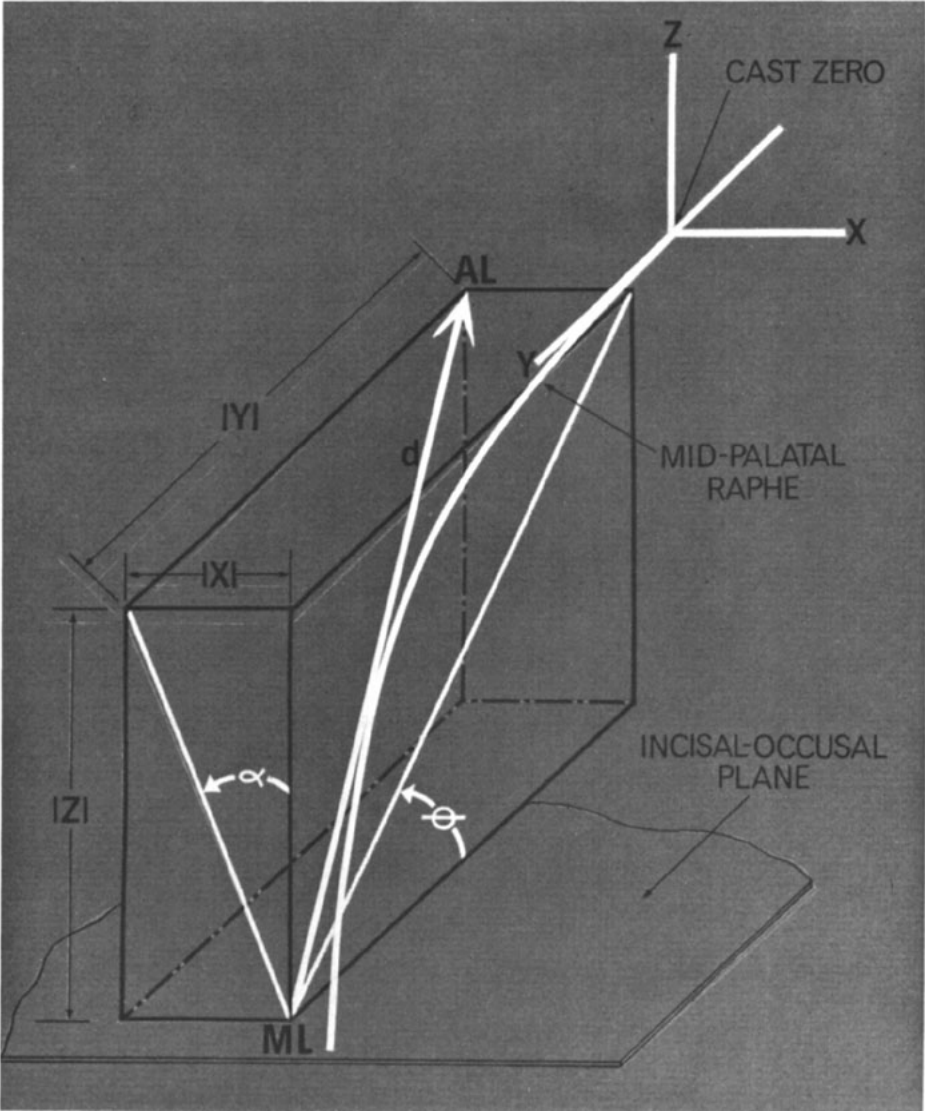 Z
CAST ZERO
X
AL
|Y|
Y
d
MID-PALATAL
RAPHE
|X|
INCISAL-OCCUSAL
PLANE
α
|Z|
ϕ
ML